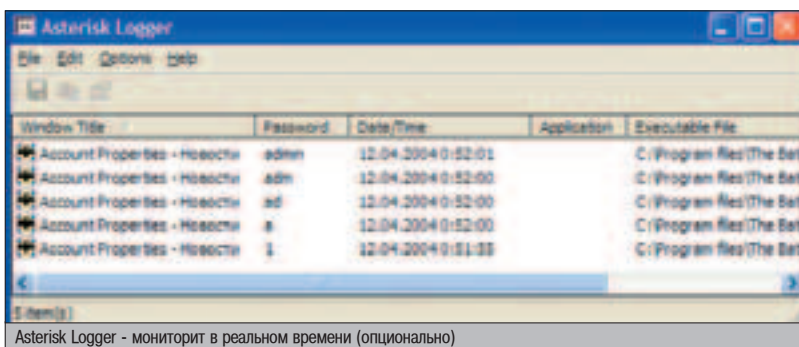 Asterisk Logger
File Edit Options Help
Window Title Password Date/Time Application Executable File
Account Properties - Новости admin 12.04.2004 0:52:01 C:\Program files\The Bat
Account Properties - Новости adm 12.04.2004 0:52:00 C:\Program files\The Bat
Account Properties - Новости ad 12.04.2004 0:52:00 C:\Program files\The Bat
Account Properties - Новости a 12.04.2004 0:52:00 C:\Program files\The Bat
Account Properties - Новости 1 12.04.2004 0:51:55 C:\Program files\The Bat
5 item(s)
Asterisk Logger - мониторит в реальном времени (опционально)